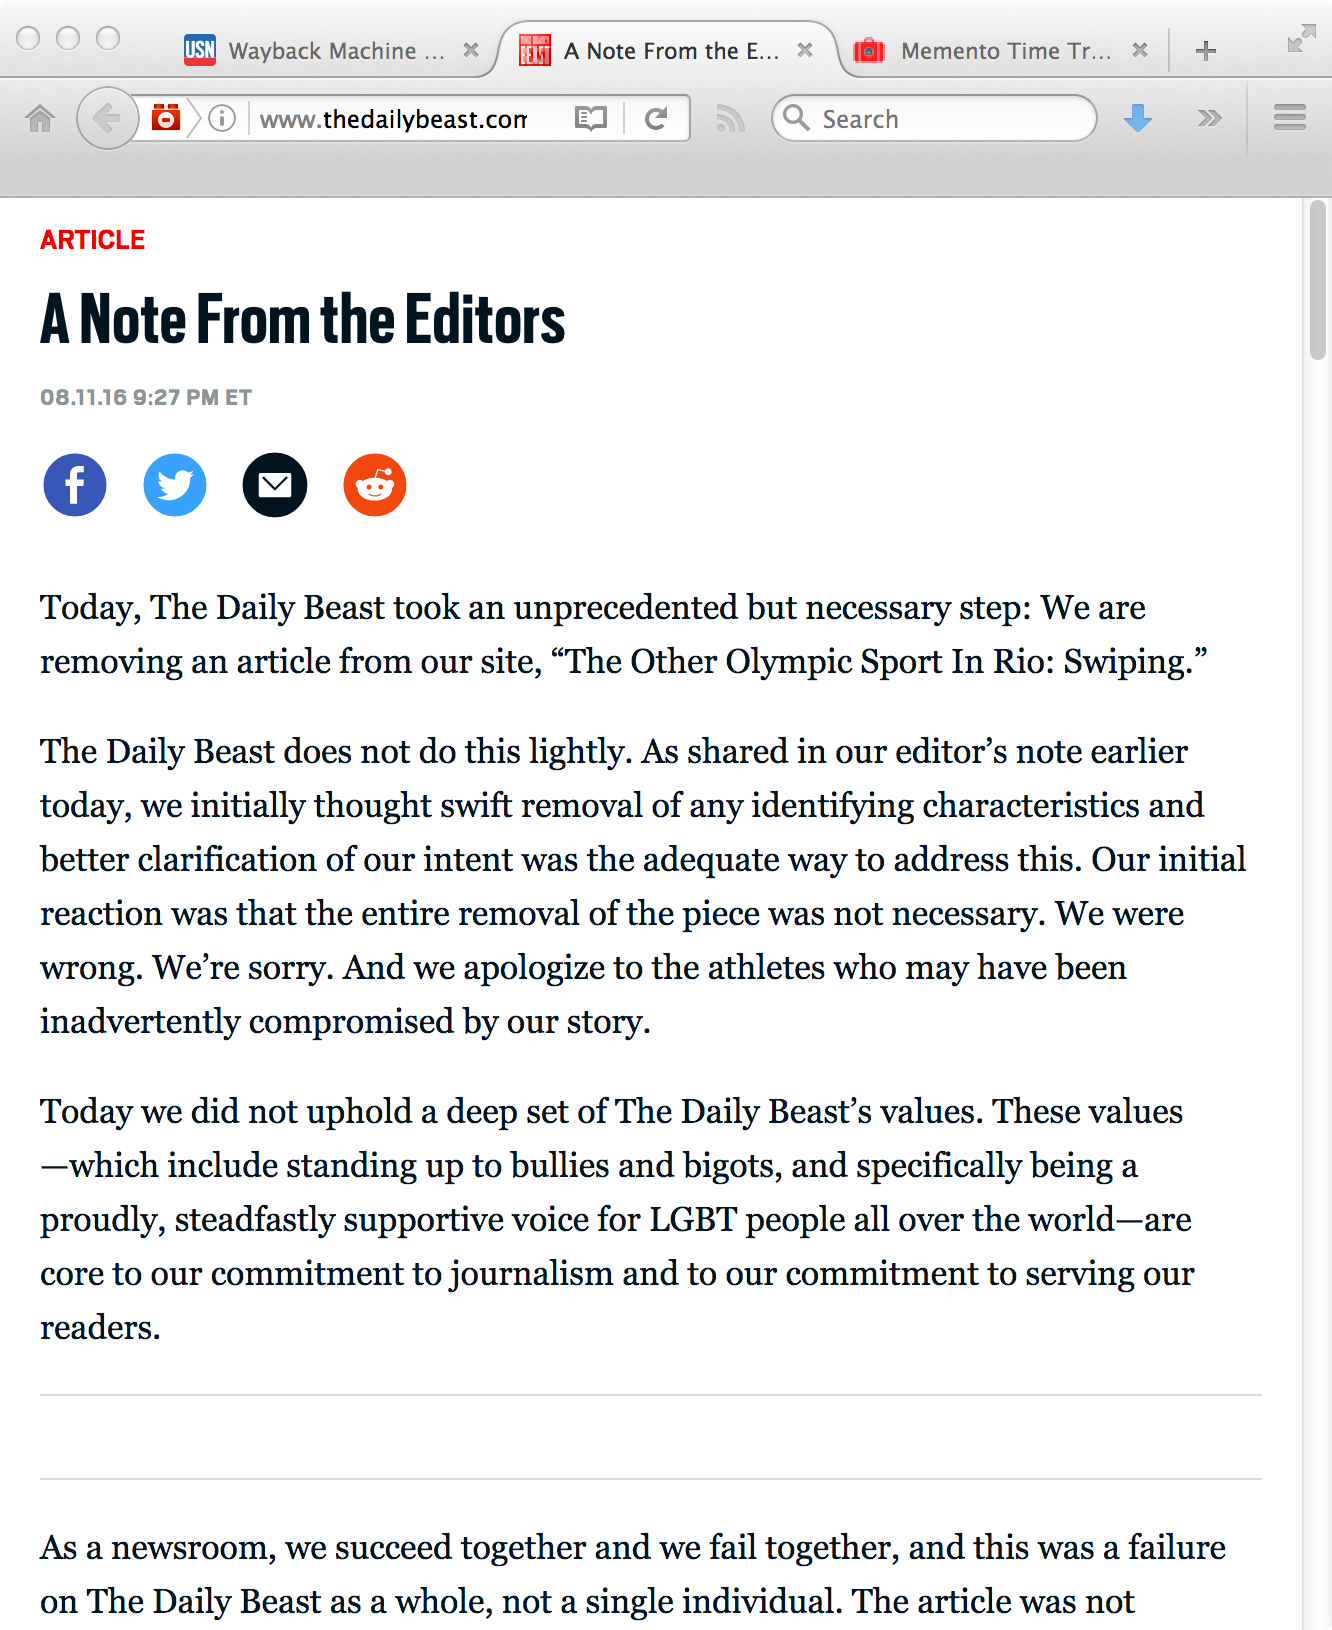 USN Wayback Machine ... THE DAILY BEAST A Note From the E... Memento Time Tr...
www.thedailybeast.com Search
ARTICLE
A Note From the Editors
08.11.16 9:27 PM ET
Today, The Daily Beast took an unprecedented but necessary step: We are
removing an article from our site, “The Other Olympic Sport In Rio: Swiping.”
The Daily Beast does not do this lightly. As shared in our editor’s note earlier
today, we initially thought swift removal of any identifying characteristics and
better clarification of our intent was the adequate way to address this. Our initial
reaction was that the entire removal of the piece was not necessary. We were
wrong. We’re sorry. And we apologize to the athletes who may have been
inadvertently compromised by our story.
Today we did not uphold a deep set of The Daily Beast’s values. These values
—which include standing up to bullies and bigots, and specifically being a
proudly, steadfastly supportive voice for LGBT people all over the world—are
core to our commitment to journalism and to our commitment to serving our
readers.
As a newsroom, we succeed together and we fail together, and this was a failure
on The Daily Beast as a whole, not a single individual. The article was not